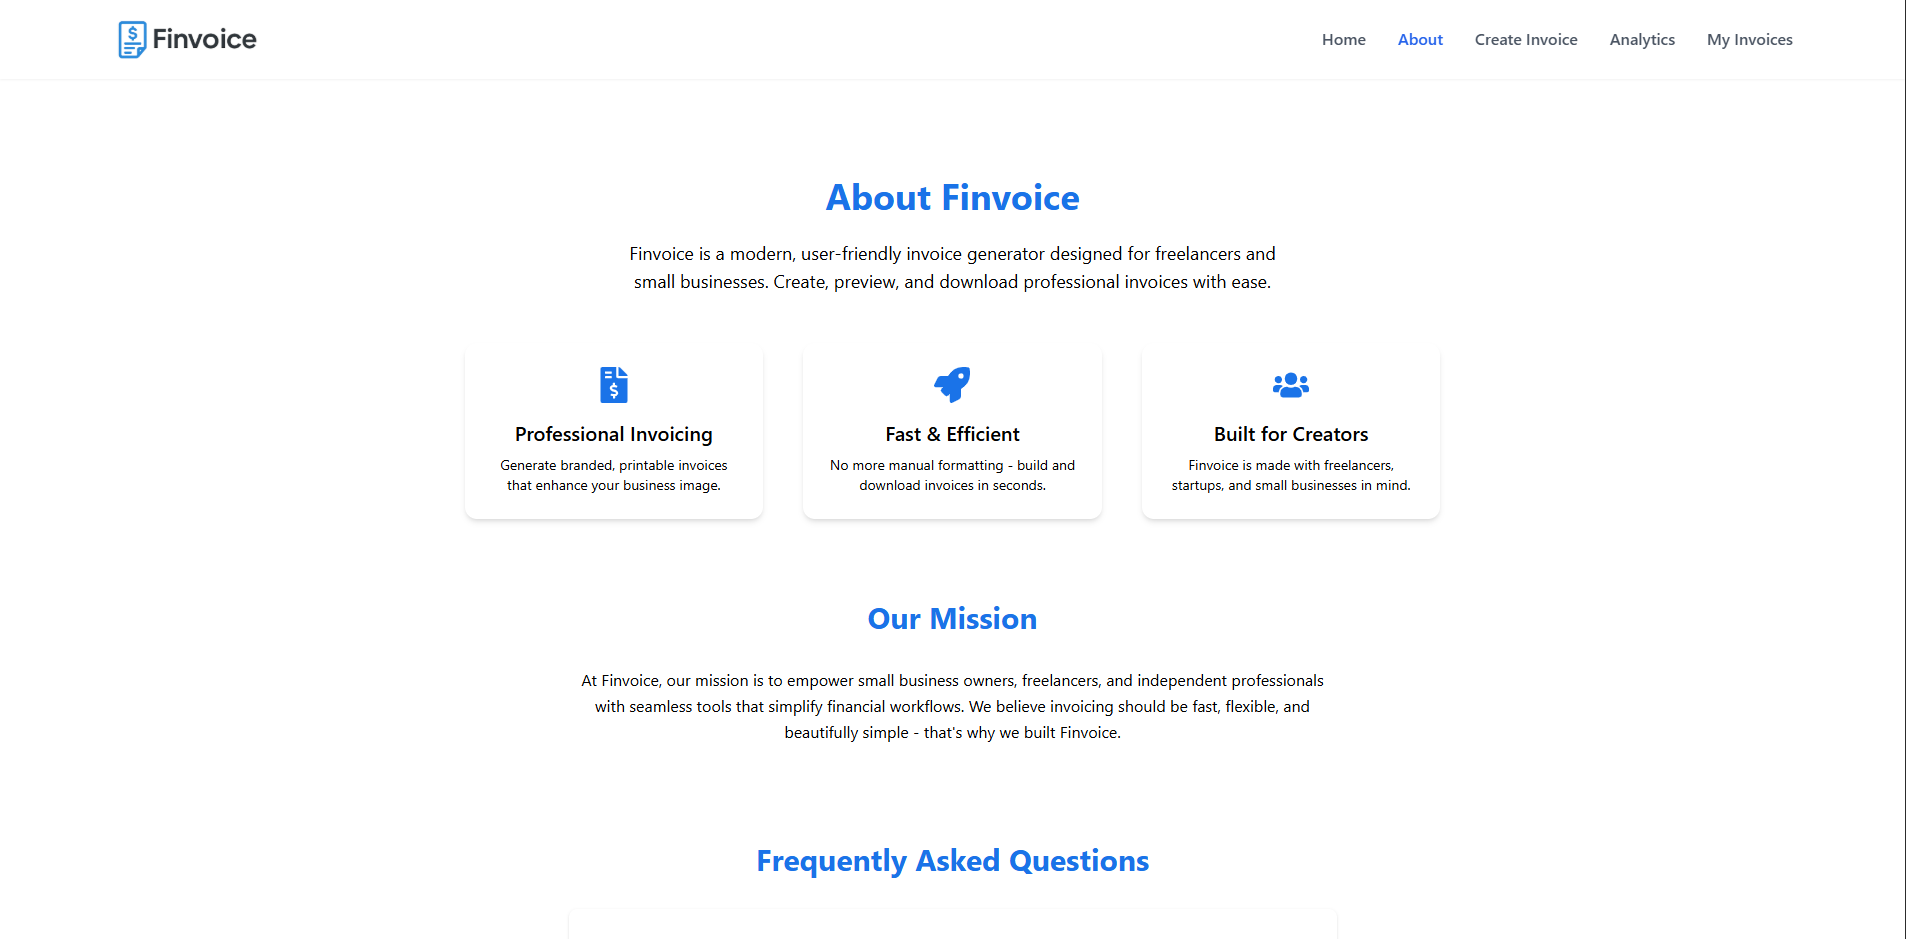 Finvoice
Home About Create Invoice Analytics My Invoices
About Finvoice
Finvoice is a modern, user-friendly invoice generator designed for freelancers and
small businesses. Create, preview, and download professional invoices with ease.
Professional Invoicing
Generate branded, printable invoices
that enhance your business image.
Fast & Efficient
No more manual formatting - build and
download invoices in seconds.
Built for Creators
Finvoice is made with freelancers,
startups, and small businesses in mind.
Our Mission
At Finvoice, our mission is to empower small business owners, freelancers, and independent professionals
with seamless tools that simplify financial workflows. We believe invoicing should be fast, flexible, and
beautifully simple - that's why we built Finvoice.
Frequently Asked Questions